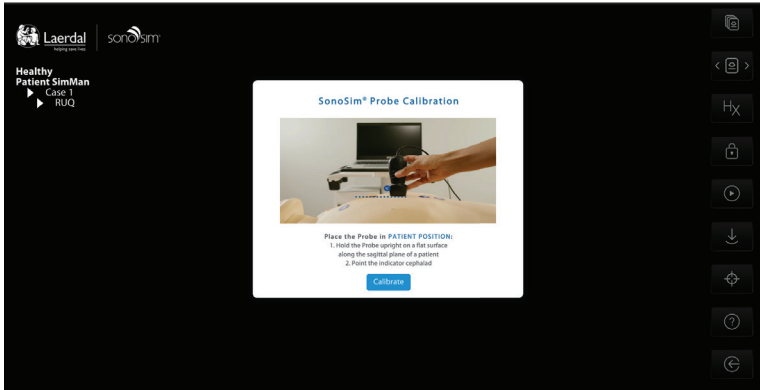 Laerdal
helping save lives
sonosim
Healthy
Patient SimMan
Case 1
RUQ
SonoSim® Probe Calibration
Place the Probe in PATIENT POSITION:
1. Hold the Probe upright on a flat surface
along the sagittal plane of a patient
2. Point the indicator cephalad
Calibrate
HX
?